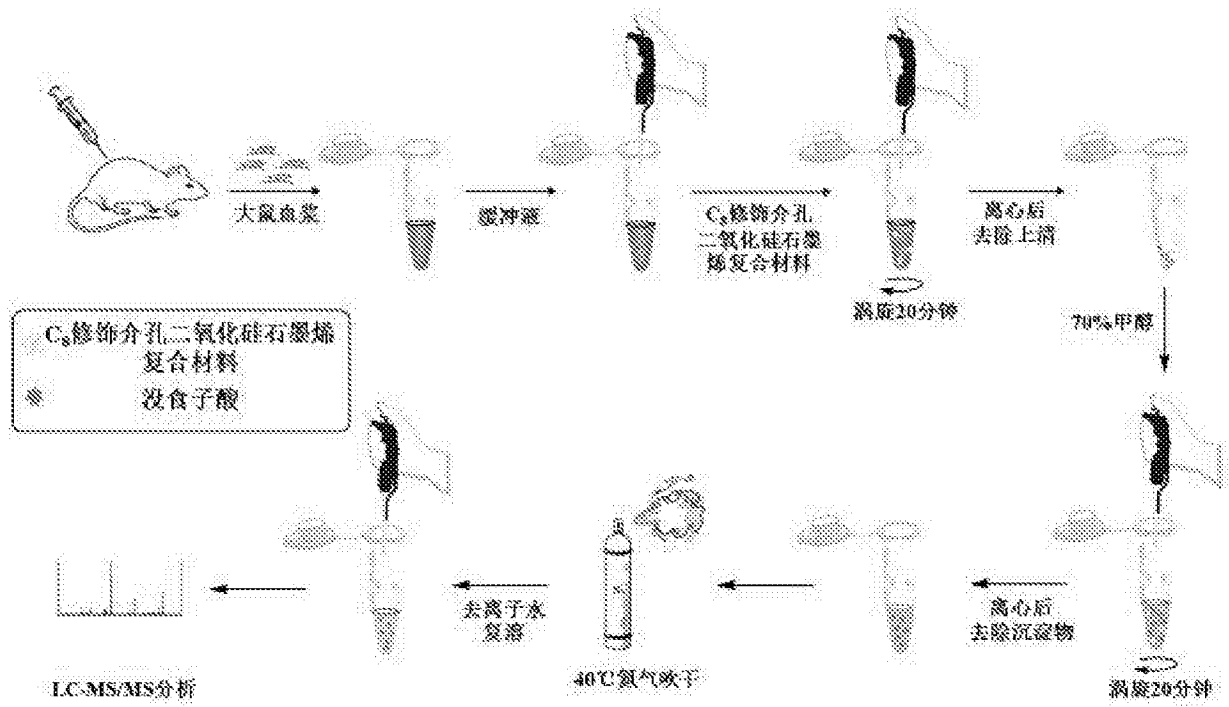 大鼠血浆
缓冲液
C₈修饰介孔
二氧化硅石墨
烯复合材料
涡旋20分钟
离心后
去除上清
70%甲醇
C₈修饰介孔二氧化硅石墨烯
复合材料
没食子酸
涡旋20分钟
离心后
去除沉淀物
40℃氮气吹干
去离子水
复溶
LC-MS/MS分析